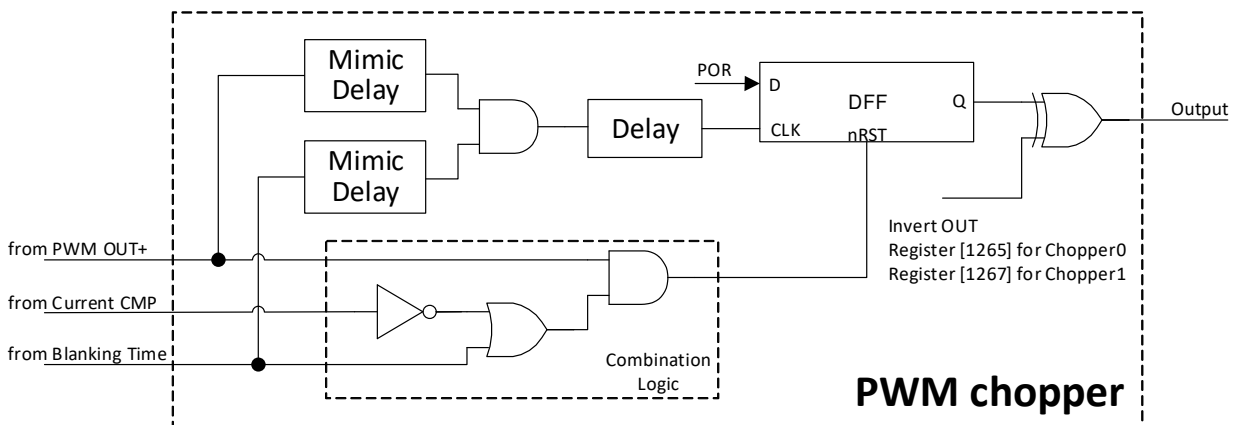 Mimic
Delay
POR
D
DFF
Q
Delay
CLK
nRST
Output
Mimic
Delay
Invert OUT
Register [1265] for Chopper0
Register [1267] for Chopper1
from PWM OUT+
from Current CMP
from Blanking Time
Combination
Logic
PWM chopper